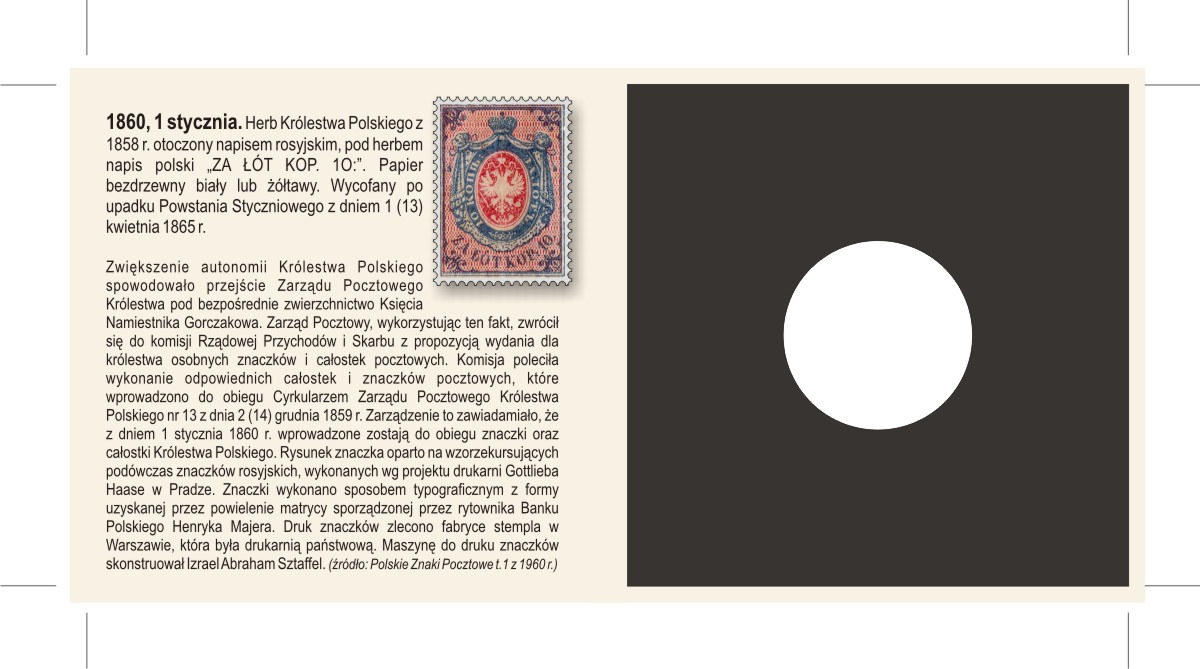 1860, 1 stycznia. Herb Królestwa Polskiego z
1858 r. otoczony napisem rosyjskim, pod herbem
napis polski „ZA ŁÓT KOP. 1O:”. Papier
bezdrzewny biały lub żółtawy. Wycofany po
upadku Powstania Styczniowego z dniem 1 (13)
kwietnia 1865 r.
ZA ŁÓT KOP. 10.
Zwiększenie autonomii Królestwa Polskiego
spowodowało przejście Zarządu Pocztowego
Królestwa pod bezpośrednie zwierzchnictwo Księcia
Namiestnika Gorczakowa. Zarząd Pocztowy, wykorzystując ten fakt, zwrócił
się do komisji Rządowej Przychodów i Skarbu z propozycją wydania dla
królestwa osobnych znaczków i całostek pocztowych. Komisja poleciła
wykonanie odpowiednich całostek i znaczków pocztowych, które
wprowadzono do obiegu Cyrkularzem Zarządu Pocztowego Królestwa
Polskiego nr 13 z dnia 2 (14) grudnia 1859 r. Zarządzenie to zawiadamiało, że
z dniem 1 stycznia 1860 r. wprowadzone zostają do obiegu znaczki oraz
całostki Królestwa Polskiego. Rysunek znaczka oparto na wzorzekursujących
podówczas znaczków rosyjskich, wykonanych wg projektu drukarni Gottlieba
Haase w Pradze. Znaczki wykonano sposobem typograficznym z formy
uzyskanej przez powielenie matrycy sporządzonej przez rytownika Banku
Polskiego Henryka Majera. Druk znaczków zlecono fabryce stempla w
Warszawie, która była drukarnią państwową. Maszynę do druku znaczków
skonstruował Izrael Abraham Sztaffel. (źródło: Polskie Znaki Pocztowe t.1 z 1960 r.)